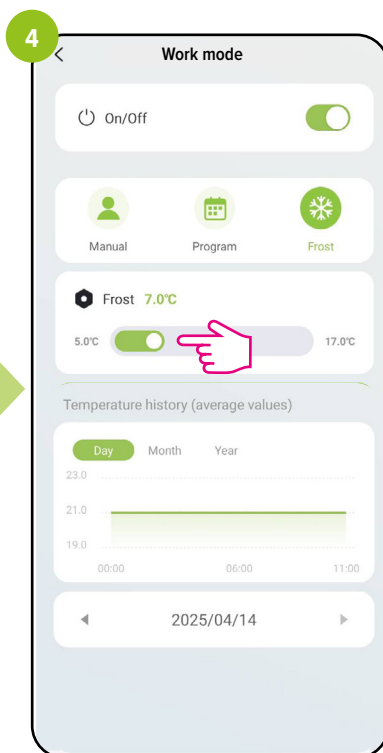 4
Work mode
On/Off
Manual Program Frost
Frost 7.0°C
5.0°C 17.0°C
Temperature history (average values)
Day Month Year
23.0
21.0
19.0
00:00 06:00 11:00
2025/04/14